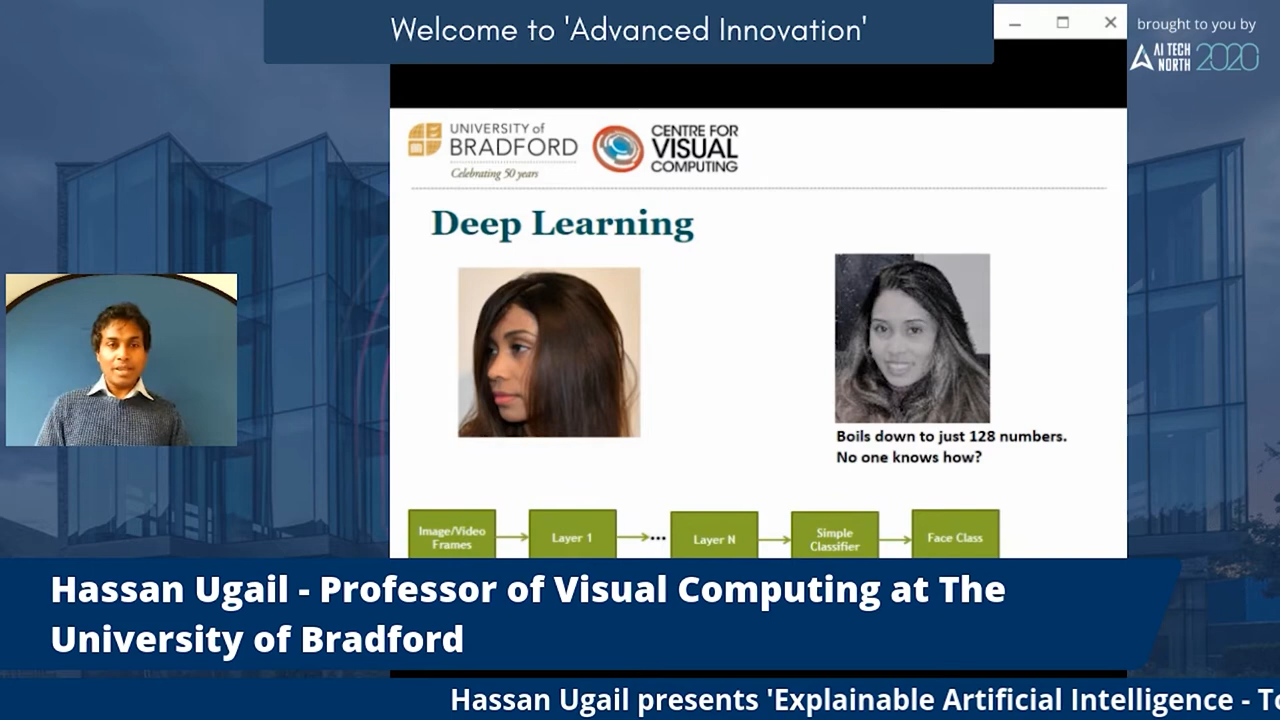 Welcome to 'Advanced Innovation'
brought to you by
AI TECH
NORTH 2020
UNIVERSITY of
BRADFORD
Celebrating 50 years
CENTRE FOR
VISUAL
COMPUTING
Deep Learning
Boils down to just 128 numbers.
No one knows how?
Image/Video
Frames
Layer 1
...
Layer N
Simple
Classifier
Face Class
Hassan Ugail - Professor of Visual Computing at The
University of Bradford
Hassan Ugail presents 'Explainable Artificial Intelligence -